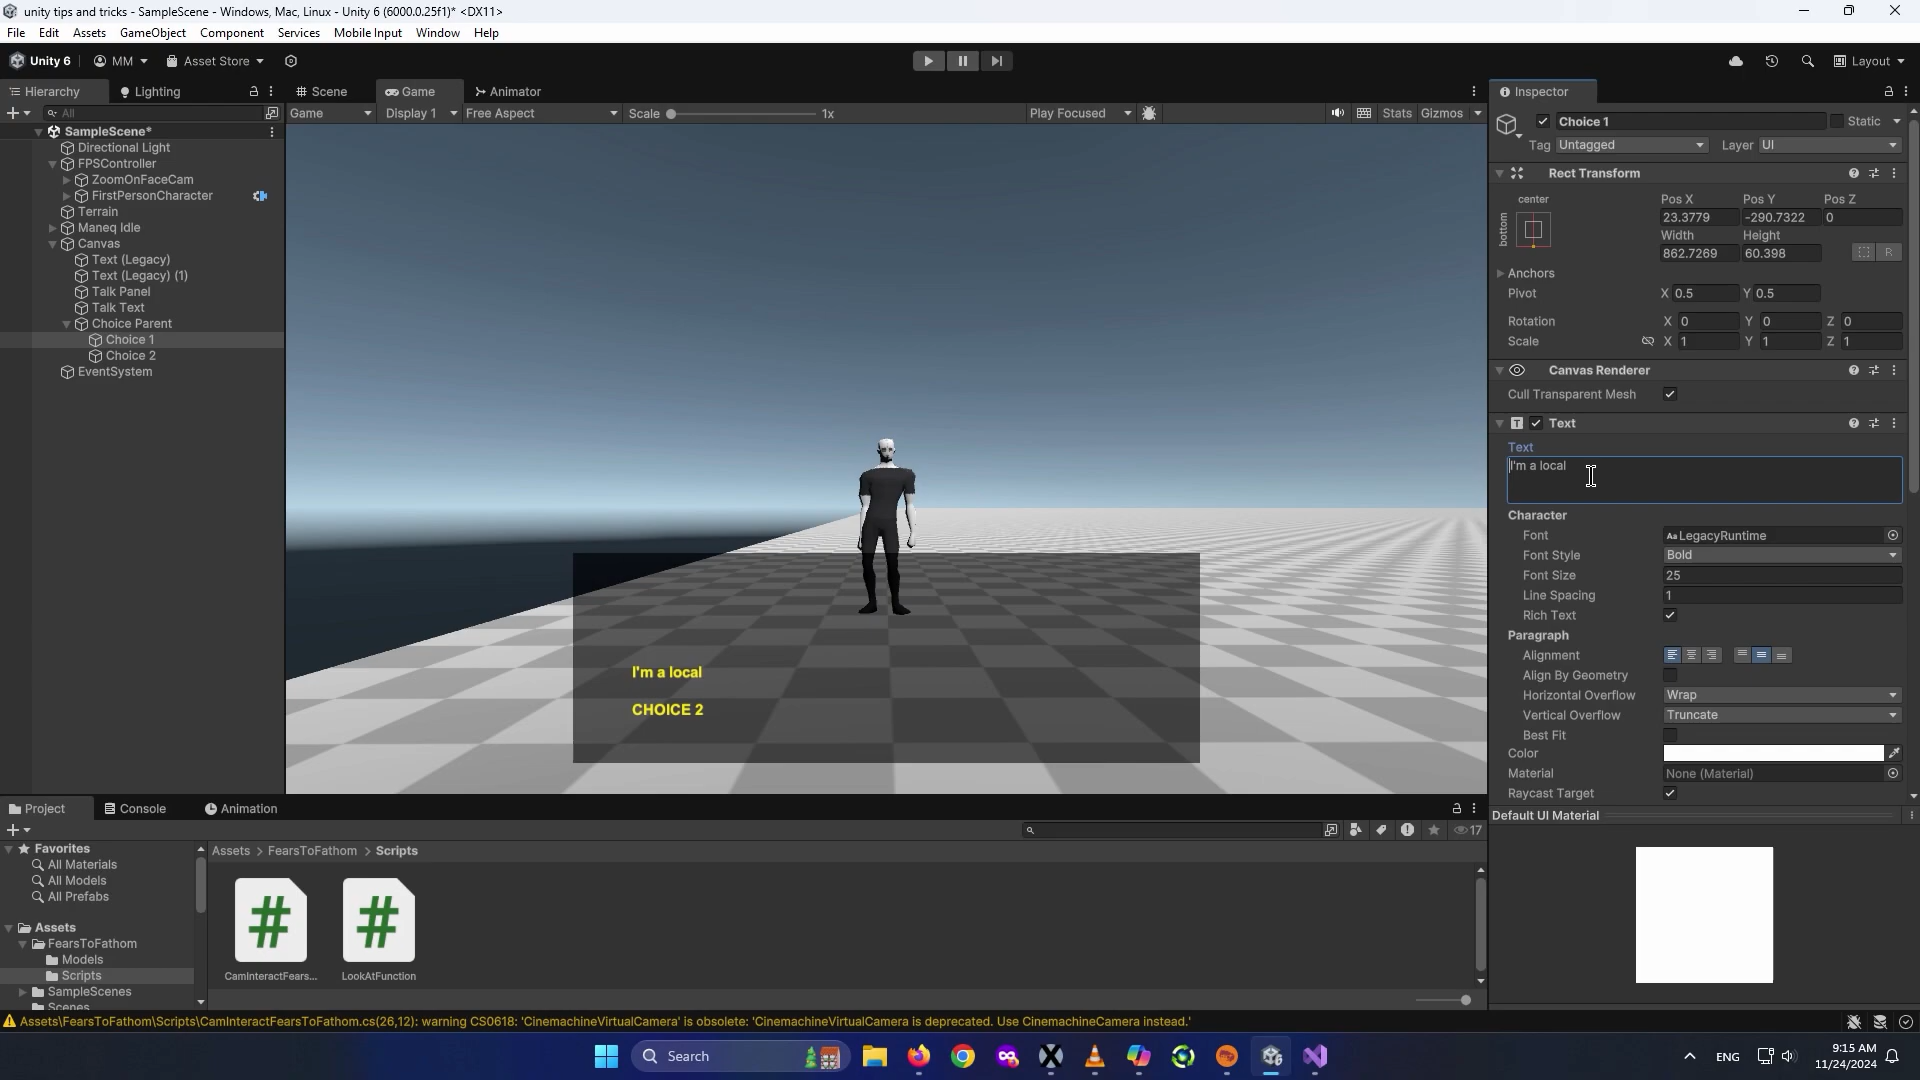 unity tips and tricks - SampleScene - Windows, Mac, Linux - Unity 6 (6000.0.25f1)* <DX11>
File Edit Assets GameObject Component Services Mobile Input Window Help
Unity 6 MM Asset Store Layout
Hierarchy Lighting Scene Game Animator Inspector
All Game Display 1 Free Aspect Scale 1x Play Focused Stats Gizmos
SampleScene*
Directional Light
FPSController
ZoomOnFaceCam
FirstPersonCharacter
Terrain
Maneq Idle
Canvas
Text (Legacy)
Text (Legacy) (1)
Talk Panel
Talk Text
Choice Parent
Choice 1
Choice 2
EventSystem
I'm a local
CHOICE 2
Choice 1 Static
Tag Untagged Layer UI
Rect Transform
center Pos X Pos Y Pos Z
bottom 23.3779 -290.7322 0
Width Height
862.7269 60.398 R
Anchors
Pivot X 0.5 Y 0.5
Rotation X 0 Y 0 Z 0
Scale X 1 Y 1 Z 1
Canvas Renderer
Cull Transparent Mesh
Text
Text
I'm a local
Character
Font LegacyRuntime
Font Style Bold
Font Size 25
Line Spacing 1
Rich Text
Paragraph
Alignment
Align By Geometry
Horizontal Overflow Wrap
Vertical Overflow Truncate
Best Fit
Color
Material None (Material)
Raycast Target
Default UI Material
Project Console Animation
17
Favorites
All Materials
All Models
All Prefabs
Assets
FearsToFathom
Models
Scripts
SampleScenes
Scenes
Assets > FearsToFathom > Scripts
CamInteractFears... LookAtFunction
Assets\FearsToFathom\Scripts\CamInteractFearsToFathom.cs(26,12): warning CS0618: 'CinemachineVirtualCamera' is obsolete: 'CinemachineVirtualCamera is deprecated. Use CinemachineCamera instead.'
Search
ENG
9:15 AM
11/24/2024